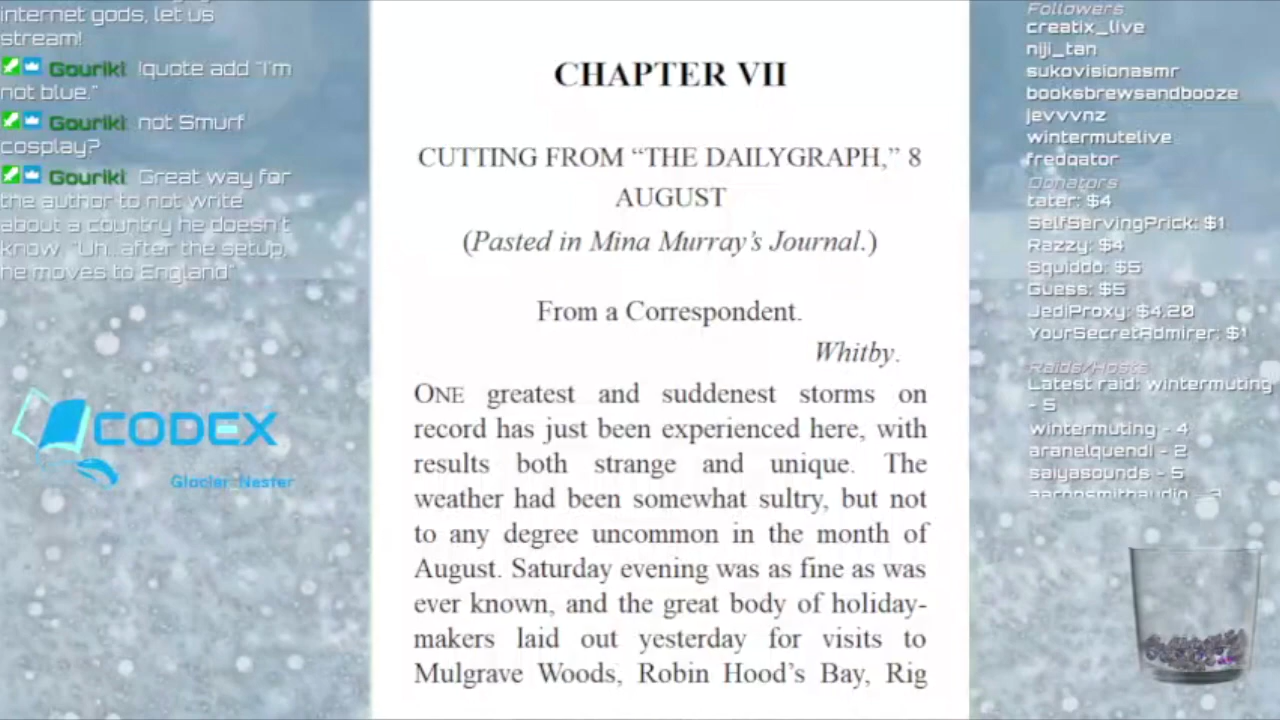 internet gods, let us
stream!
Gouriki: !quote add "I'm
not blue."
Gouriki: not Smurf
cosplay?
Gouriki: Great way for
the author to not write
about a country he doesn't
know. "Uh...after the setup,
he moves to England"
CODEX
Glacier_Nester
CHAPTER VII
CUTTING FROM “THE DAILYGRAPH,” 8
AUGUST
(Pasted in Mina Murray’s Journal.)
From a Correspondent.
Whitby.
ONE greatest and suddenest storms on
record has just been experienced here, with
results both strange and unique. The
weather had been somewhat sultry, but not
to any degree uncommon in the month of
August. Saturday evening was as fine as was
ever known, and the great body of holiday-
makers laid out yesterday for visits to
Mulgrave Woods, Robin Hood’s Bay, Rig
Followers
creatix_live
niji_tan
sukovisionasmr
booksbrewsandbooze
jevvvnz
wintermutelive
fredgator
Donators
tater: $4
SelfServingPrick: $1
Razzy: $4
Squiddo: $5
Guess: $5
JediProxy: $4.20
YourSecretAdmirer: $1
Raids/Hosts
Latest raid: wintermuting
- 5
wintermuting - 4
aranelquendi - 2
saiyasounds - 5